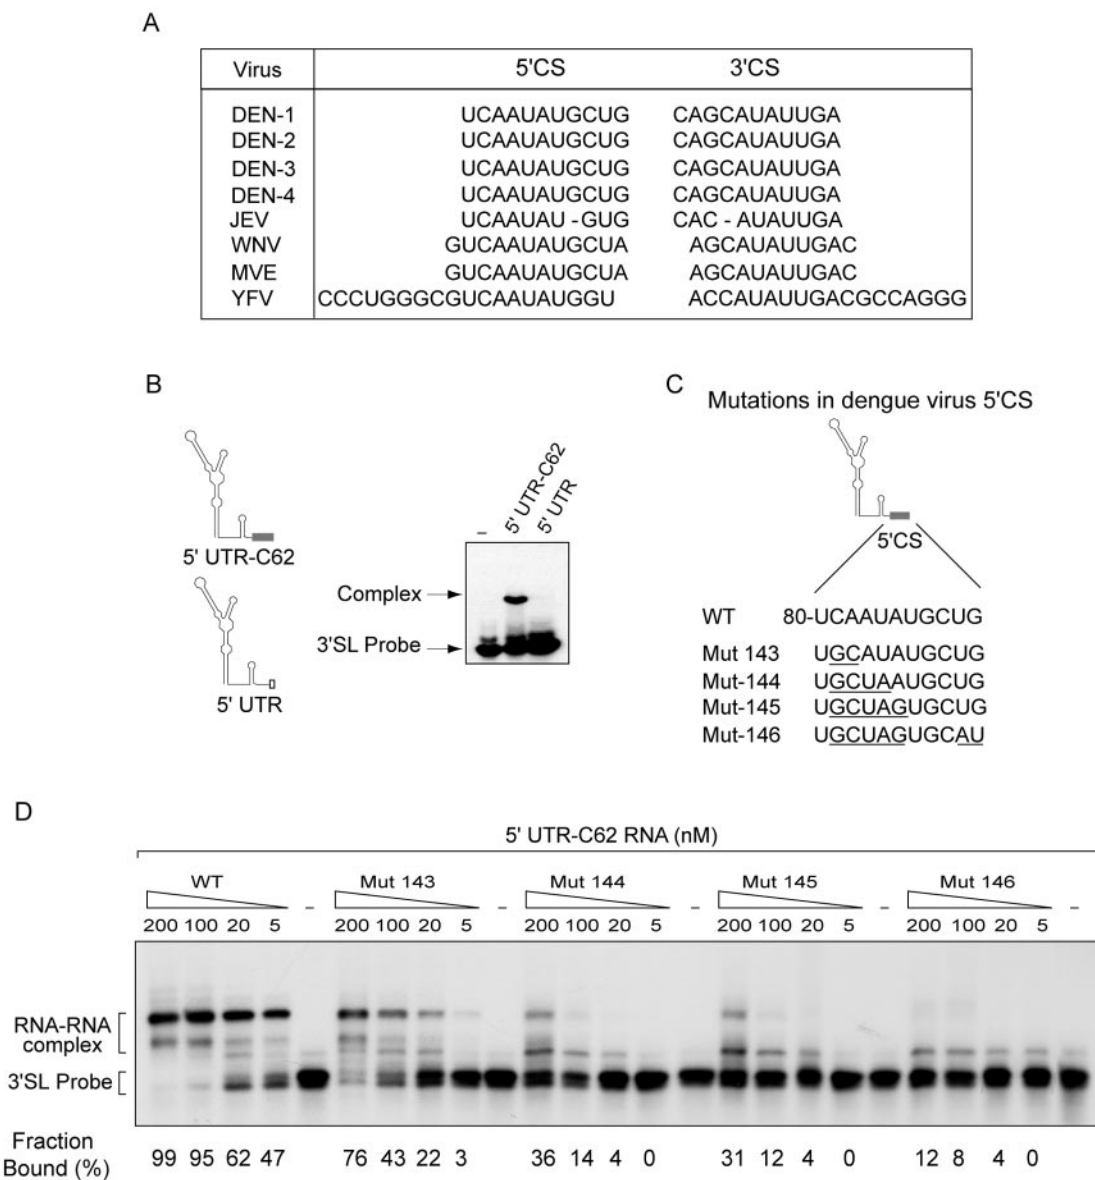 A
Virus 5'CS 3'CS
DEN-1 UCAAUAUGCUG CAGCAUAUUGA
DEN-2 UCAAUAUGCUG CAGCAUAUUGA
DEN-3 UCAAUAUGCUG CAGCAUAUUGA
DEN-4 UCAAUAUGCUG CAGCAUAUUGA
JEV UCAAUAU-GUG CAC-AUAUUGA
WNV GUCAAUAUGCUA AGCAUAUUGAC
MVE GUCAAUAUGCUA AGCAUAUUGAC
YFV CCCUGGGCGUCAAUAUGGU ACCAUAUUGACGCCAGGG
B
5' UTR-C62
5' UTR
– 5' UTR-C62 5' UTR
Complex
3'SL Probe
C
Mutations in dengue virus 5'CS
5'CS
WT 80-UCAAUAUGCUG
Mut 143 UGCAUAUGCUG
Mut-144 UGCUAAUGCUG
Mut-145 UGCUAGUGCUG
Mut-146 UGCUAGUGCAU
D
5' UTR-C62 RNA (nM)
WT – Mut 143 – Mut 144 – Mut 145 – Mut 146 –
200 100 20 5 200 100 20 5 200 100 20 5 200 100 20 5 200 100 20 5
RNA-RNA
complex
3'SL Probe
Fraction
Bound (%) 99 95 62 47 76 43 22 3 36 14 4 0 31 12 4 0 12 8 4 0